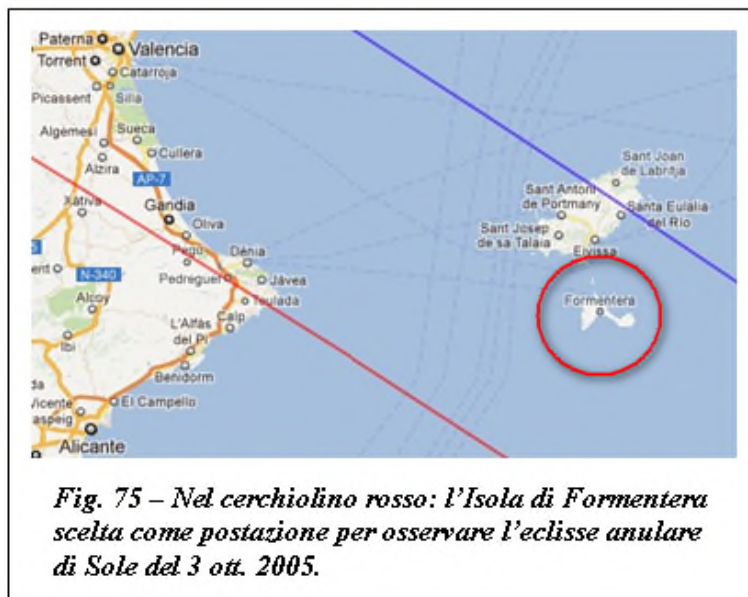 Paterna
Valencia
Torrent
Catarroja
Picassent
Silla
Algemesí
Sueca
Cullera
Alzira
AP-7
Xàtiva
Gandia
Oliva
Pego
Dénia
N-340
Pedreguer
Jávea
Teulada
Alcoy
Calp
L'Alfàs
del Pi
Ibi
Benidorm
Vicente
aspeig
El Campello
Alicante
Sant Joan
de Labritja
Sant Antoni
de Portmany
Santa Eulàlia
del Río
Sant Josep
de sa Talaia
Eivissa
Formentera
Fig. 75 – Nel cerchiolino rosso: l'Isola di Formentera
scelta come postazione per osservare l'eclisse anulare
di Sole del 3 ott. 2005.